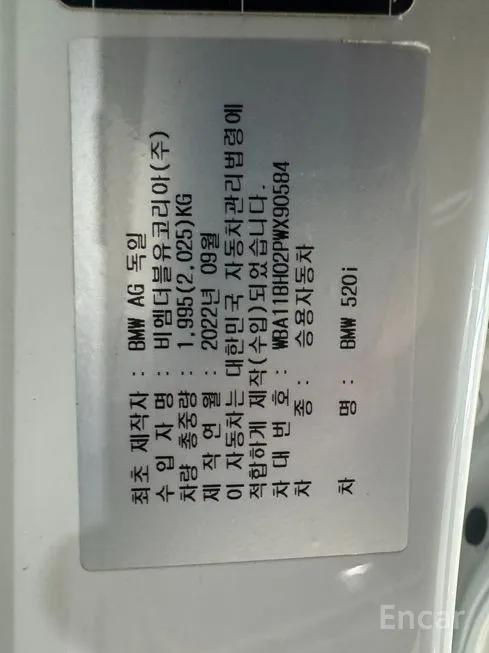 최초 제작자 : BMW AG 독일
수 입 자 명 : 비엠더블유코리아(주)
차량 총중량 : 1,995(2,025)KG
제 작 연 월 : 2022년 09월
이 자동차는 대한민국 자동차관리법령에
적합하게 제작(수입)되었습니다.
차 대 번 호 : WBA11BH02PWX90584
차 종 : 승용자동차
차 명 : BMW 520i
Encar